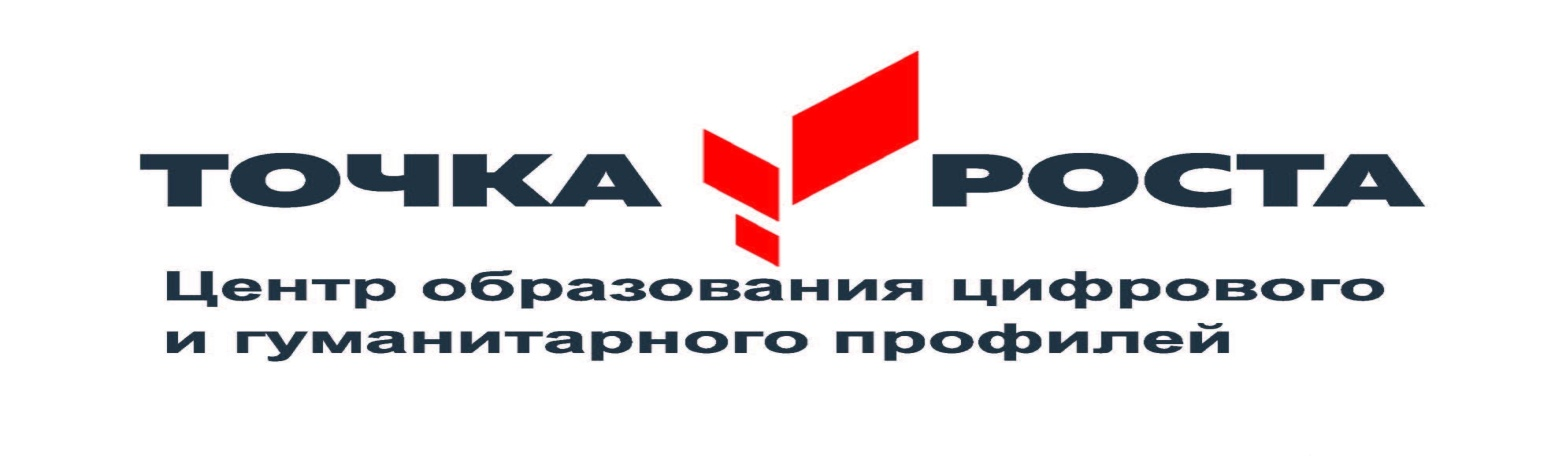 ТОЧКА РОСТА
Центр образования цифрового
и гуманитарного профилей